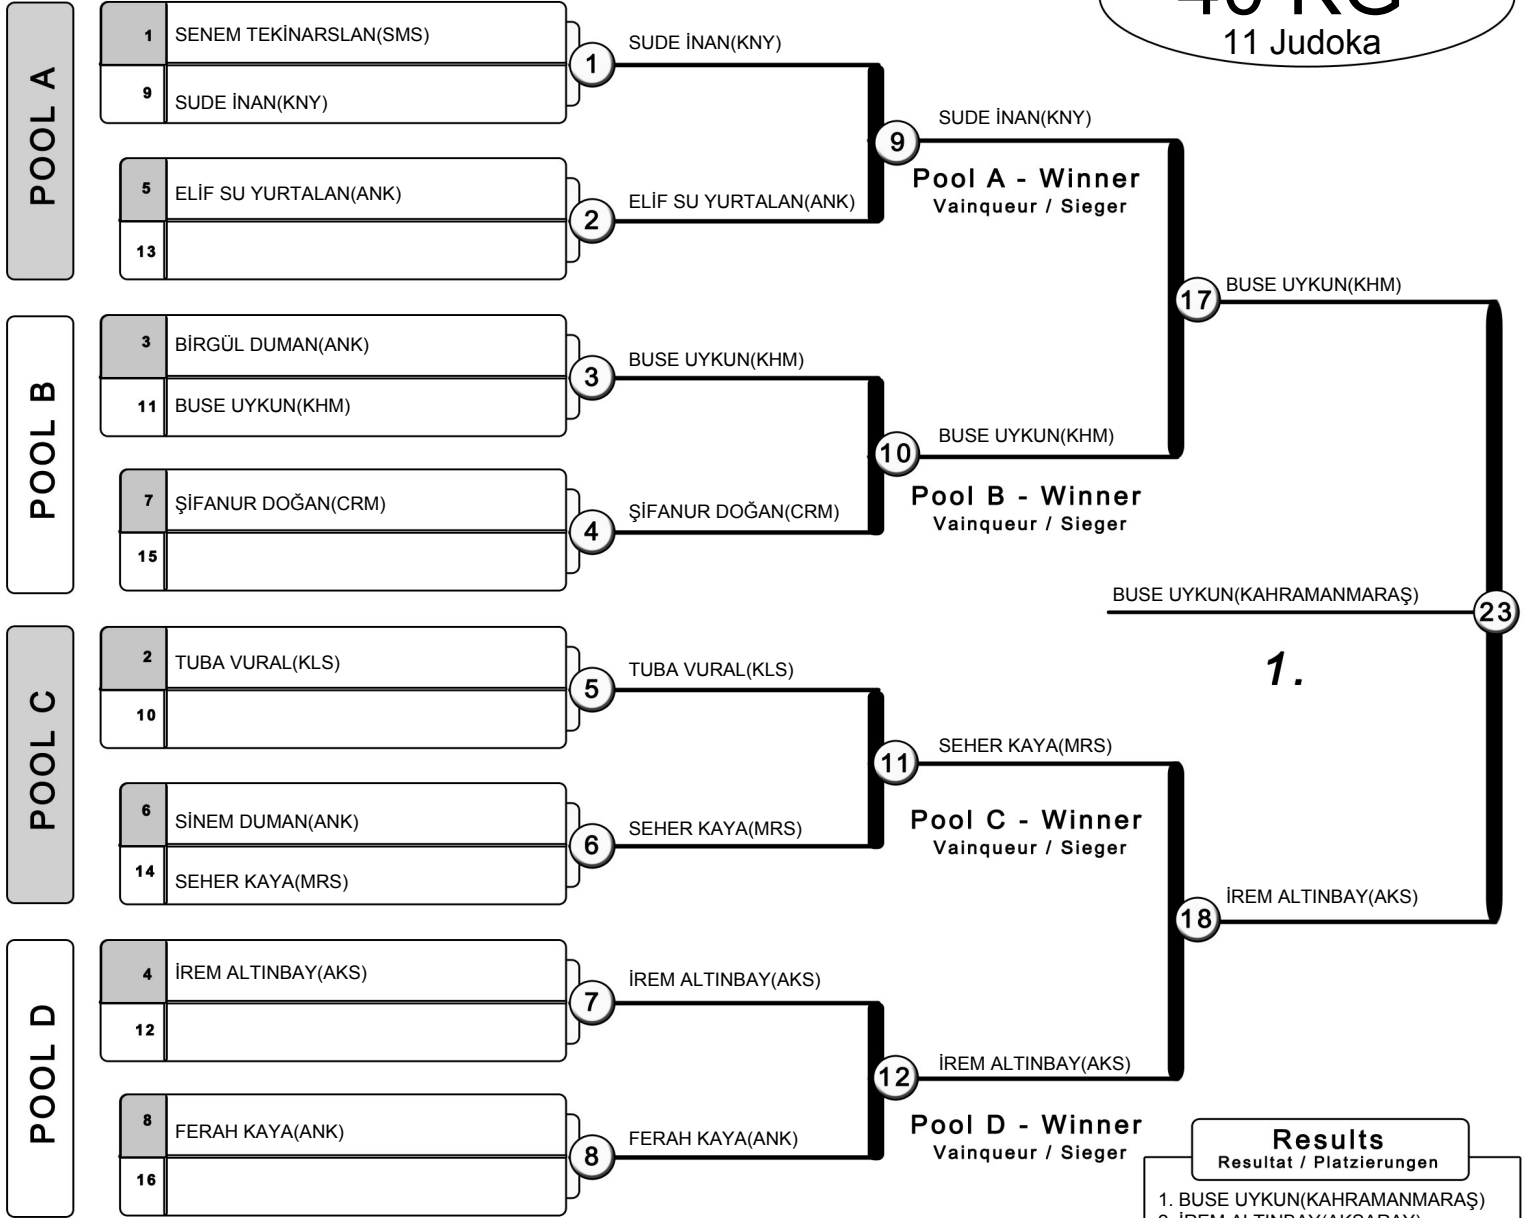 40 KG
11 Judoka
POOL A
1 SENEM TEKİNARSLAN(SMS)
9 SUDE İNAN(KNY)
1
SUDE İNAN(KNY)
5 ELİF SU YURTALAN(ANK)
13
2
ELİF SU YURTALAN(ANK)
9
SUDE İNAN(KNY)
Pool A - Winner
Vainqueur / Sieger
POOL B
3 BİRGÜL DUMAN(ANK)
11 BUSE UYKUN(KHM)
3
BUSE UYKUN(KHM)
7 ŞİFANUR DOĞAN(CRM)
15
4
ŞİFANUR DOĞAN(CRM)
10
BUSE UYKUN(KHM)
Pool B - Winner
Vainqueur / Sieger
17
BUSE UYKUN(KHM)
BUSE UYKUN(KAHRAMANMARAŞ)
23
1.
POOL C
2 TUBA VURAL(KLS)
10
5
TUBA VURAL(KLS)
6 SİNEM DUMAN(ANK)
14 SEHER KAYA(MRS)
6
SEHER KAYA(MRS)
11
SEHER KAYA(MRS)
Pool C - Winner
Vainqueur / Sieger
18
İREM ALTINBAY(AKS)
POOL D
4 İREM ALTINBAY(AKS)
12
7
İREM ALTINBAY(AKS)
8 FERAH KAYA(ANK)
16
8
FERAH KAYA(ANK)
12
İREM ALTINBAY(AKS)
Pool D - Winner
Vainqueur / Sieger
Results
Resultat / Platzierungen
1. BUSE UYKUN(KAHRAMANMARAŞ)
2. İREM ALTINBAY(AKSARAY)